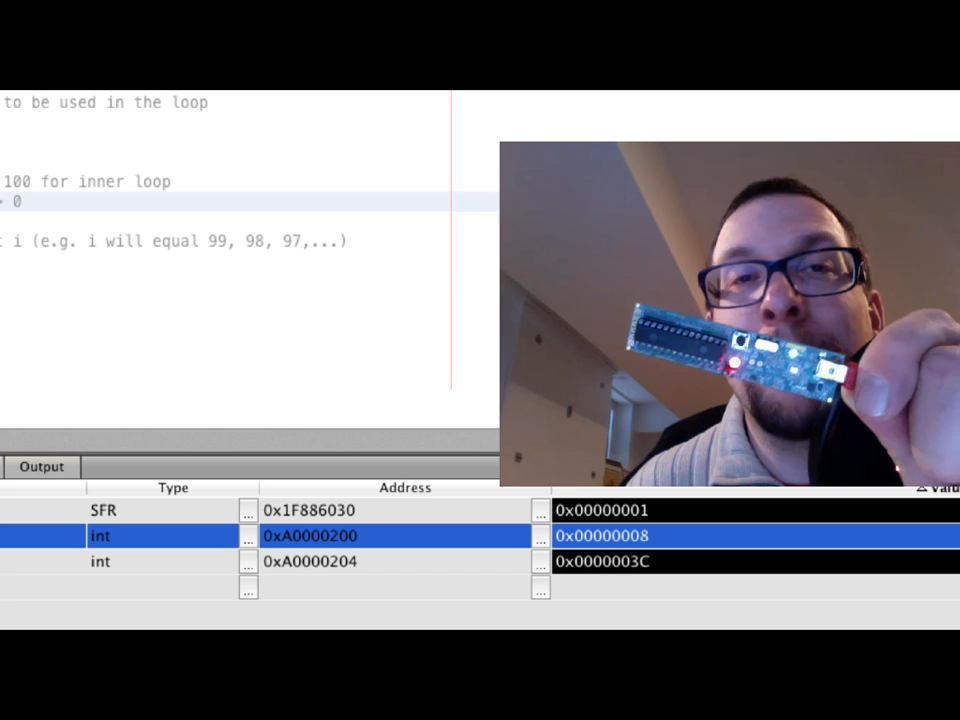 to be used in the loop
100 for inner loop
> 0
t i (e.g. i will equal 99, 98, 97,...)
Output
Type Address
SFR ... 0x1F886030 ... 0x00000001
int ... 0xA0000200 ... 0x00000008
int ... 0xA0000204 ... 0x0000003C
... ...